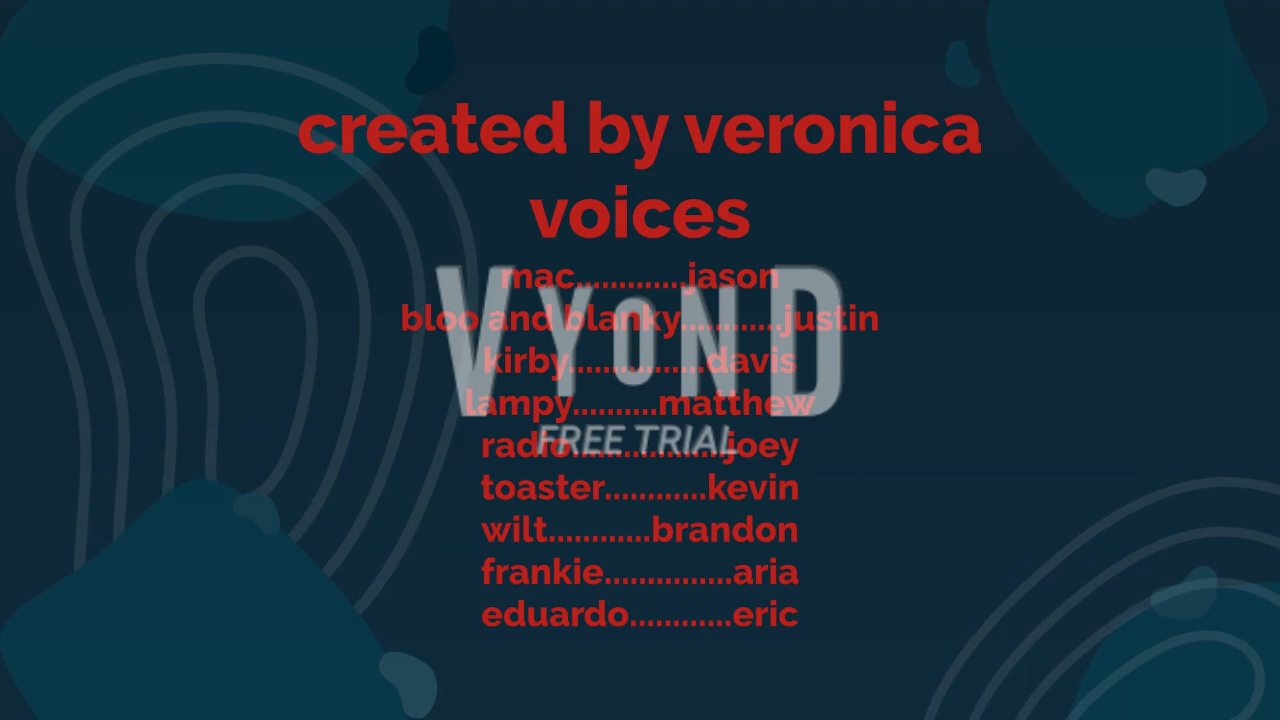 created by veronica
voices
mac.............jason
bloo and blanky............justin
kirby................davis
lampy..........matthew
radio..................joey
toaster............kevin
wilt............brandon
frankie...............aria
eduardo............eric
VYOND
FREE TRIAL